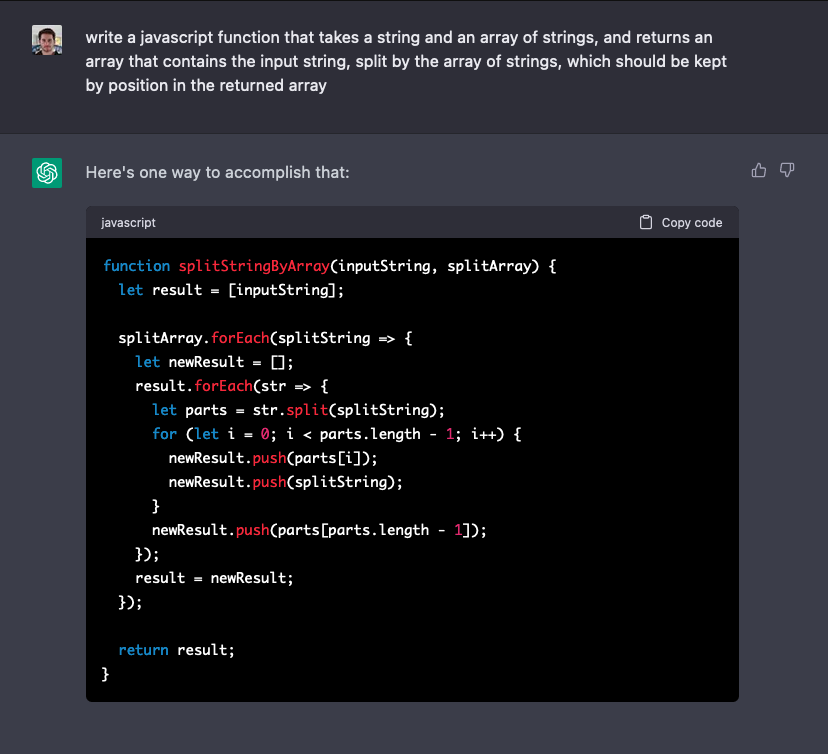 write a javascript function that takes a string and an array of strings, and returns an
array that contains the input string, split by the array of strings, which should be kept
by position in the returned array
Here's one way to accomplish that:
javascript
Copy code
function splitStringByArray(inputString, splitArray) {
  let result = [inputString];
  splitArray.forEach(splitString => {
    let newResult = [];
    result.forEach(str => {
      let parts = str.split(splitString);
      for (let i = 0; i < parts.length - 1; i++) {
        newResult.push(parts[i]);
        newResult.push(splitString);
      }
      newResult.push(parts[parts.length - 1]);
    });
    result = newResult;
  });
  return result;
}